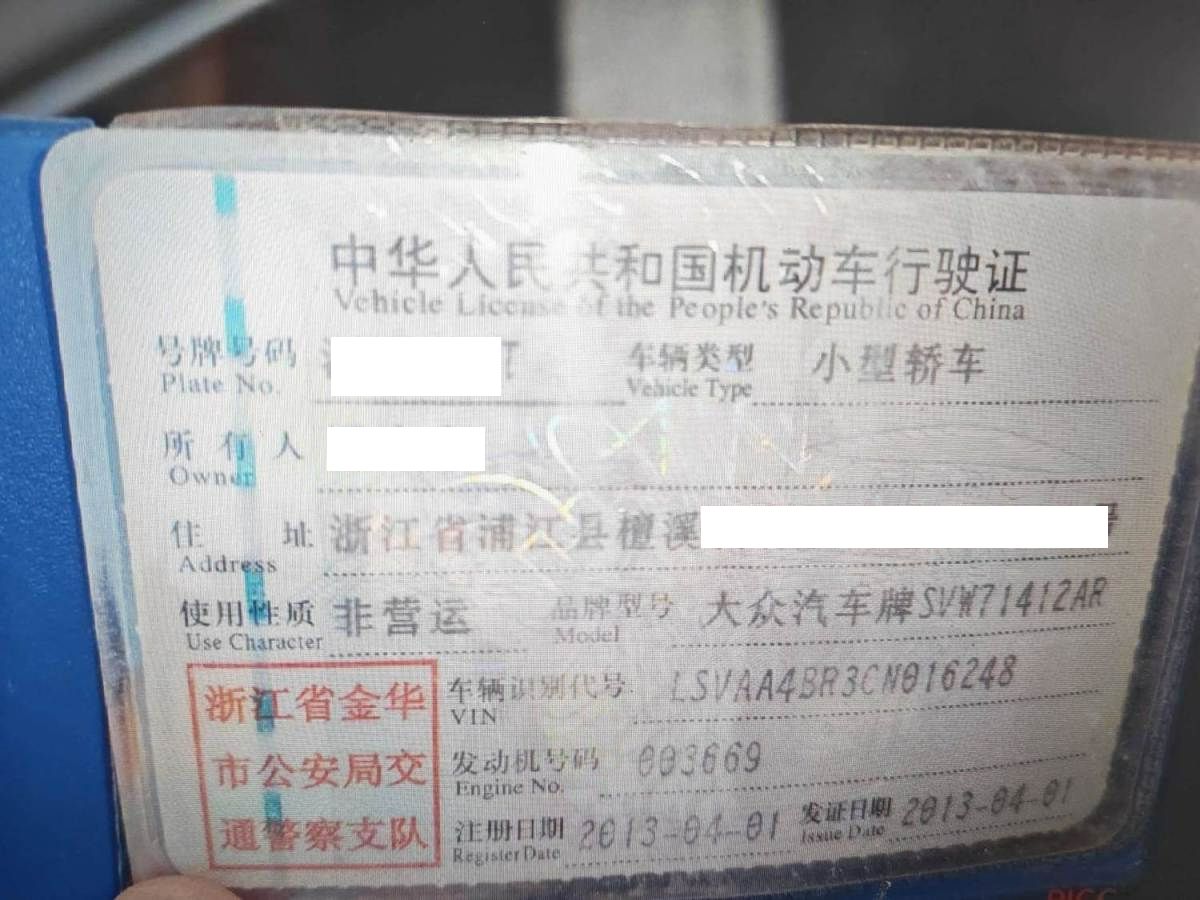 中华人民共和国机动车行驶证
Vehicle License of the People's Republic of China
号牌号码 车辆类型 小型轿车
Plate No. Vehicle Type
所有人
Owner
住址 浙江省浦江县檀溪 号
Address
使用性质 非营运 品牌型号 大众汽车牌SVW71412AR
Use Character Model
浙江省金华
市公安局交
通警察支队
车辆识别代号 LSVAA4BR3CN016248
VIN
发动机号码 003669
Engine No.
注册日期 2013-04-01 发证日期 2013-04-01
Register Date Issue Date